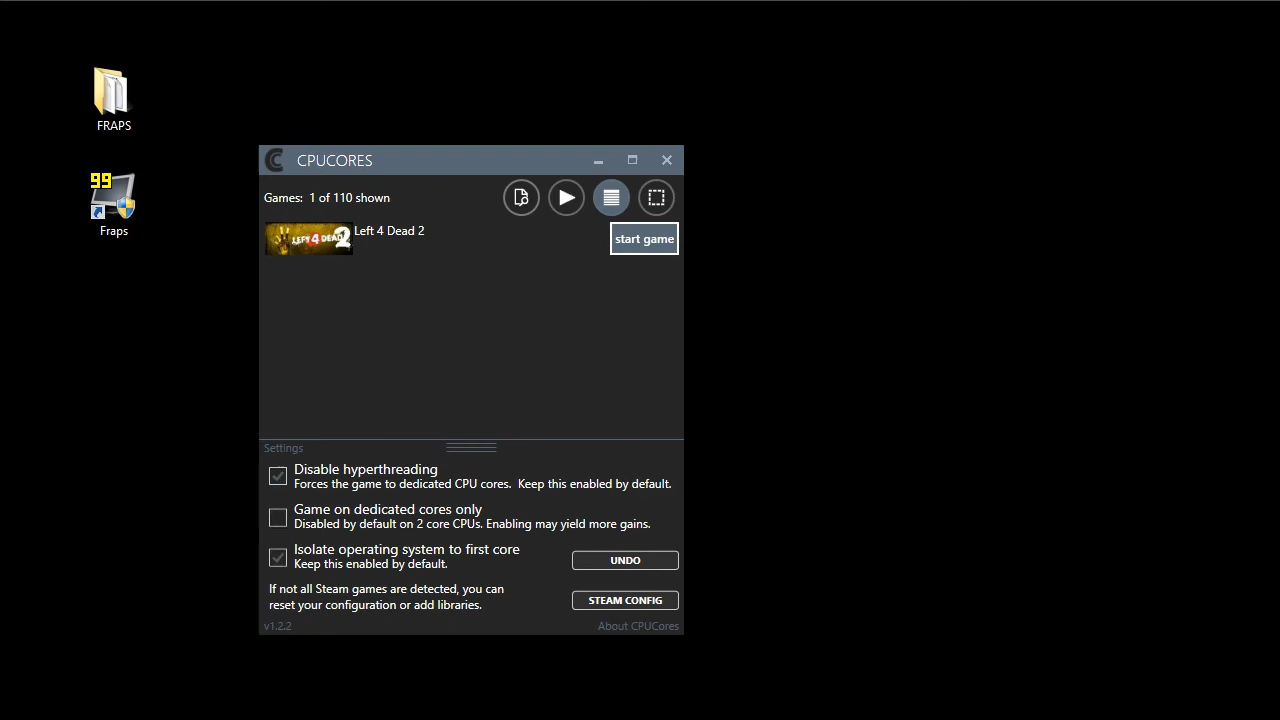 FRAPS
99
Fraps
CPUCORES
Games: 1 of 110 shown
LEFT 4 DEAD 2
Left 4 Dead 2
start game
Settings
Disable hyperthreading
Forces the game to dedicated CPU cores. Keep this enabled by default.
Game on dedicated cores only
Disabled by default on 2 core CPUs. Enabling may yield more gains.
Isolate operating system to first core
Keep this enabled by default.
UNDO
If not all Steam games are detected, you can
reset your configuration or add libraries.
STEAM CONFIG
v1.2.2
About CPUCores